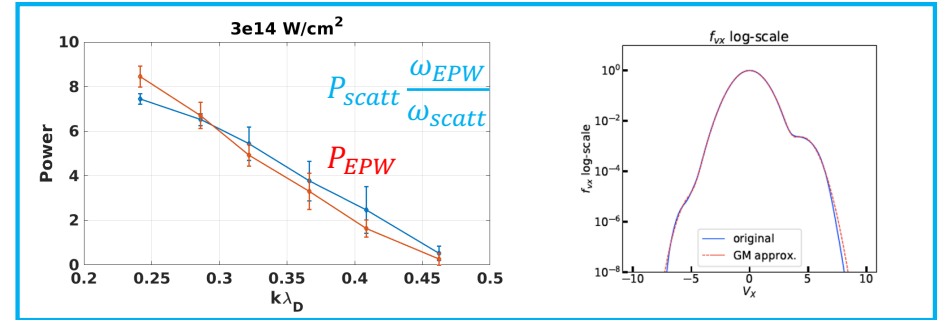 3e14 W/cm²
10
8
6
4
2
0
Power
0.2 0.25 0.3 0.35 0.4 0.45 0.5
kλ_D
P_scatt ω_EPW / ω_scatt
P_EPW
f_vx log-scale
10⁰
10⁻²
10⁻⁴
10⁻⁶
10⁻⁸
f_vx log-scale
original
GM approx.
−10 −5 0 5 10
V_x